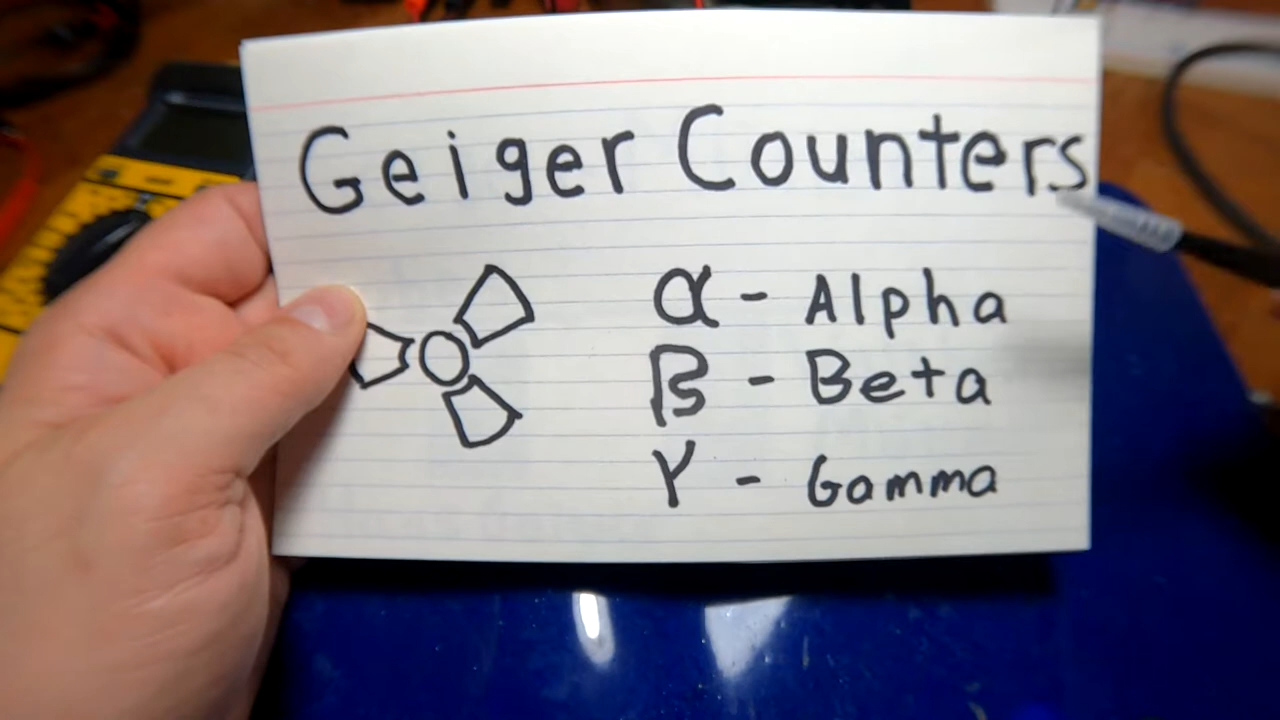 Geiger Counters
α - Alpha
β - Beta
γ - Gamma